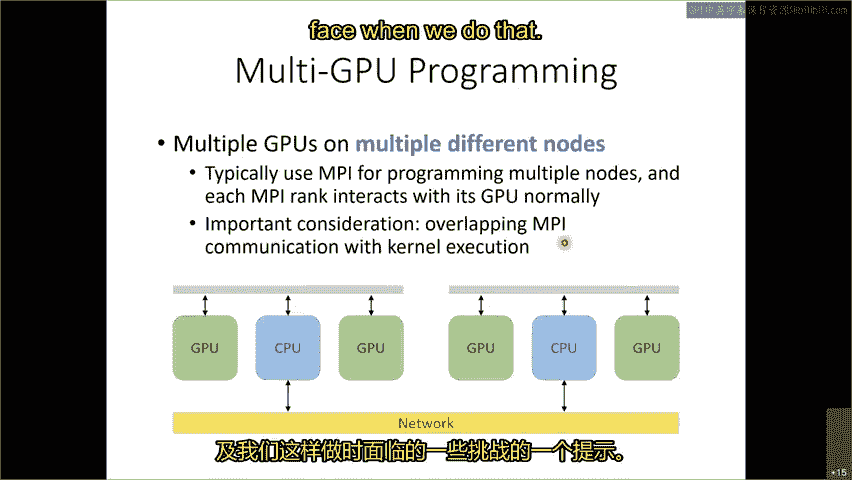 face when we do that.
Multi-GPU Programming
• Multiple GPUs on multiple different nodes
• Typically use MPI for programming multiple nodes, and
each MPI rank interacts with its GPU normally
• Important consideration: overlapping MPI
communication with kernel execution
GPU CPU GPU GPU CPU GPU
Network
及我们这样做时面临的一些挑战的一个提示。
15